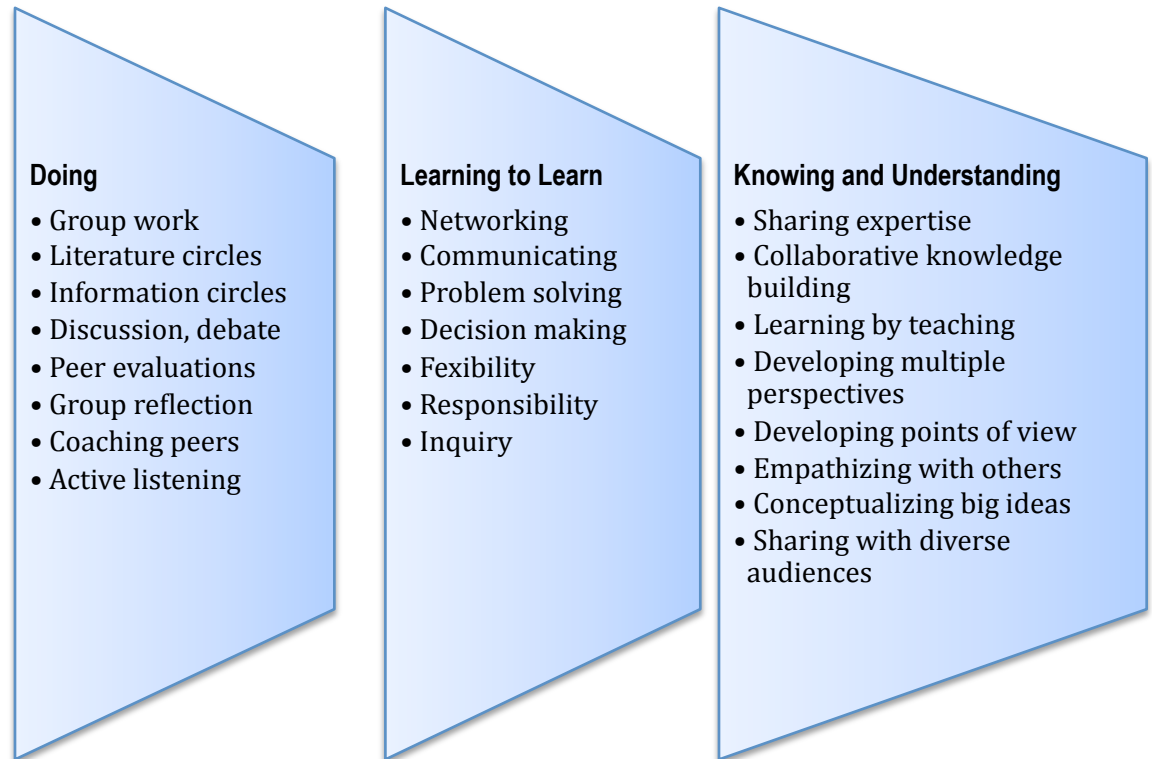 Doing
• Group work
• Literature circles
• Information circles
• Discussion, debate
• Peer evaluations
• Group reflection
• Coaching peers
• Active listening
Learning to Learn
• Networking
• Communicating
• Problem solving
• Decision making
• Fexibility
• Responsibility
• Inquiry
Knowing and Understanding
• Sharing expertise
• Collaborative knowledge
building
• Learning by teaching
• Developing multiple
perspectives
• Developing points of view
• Empathizing with others
• Conceptualizing big ideas
• Sharing with diverse
audiences